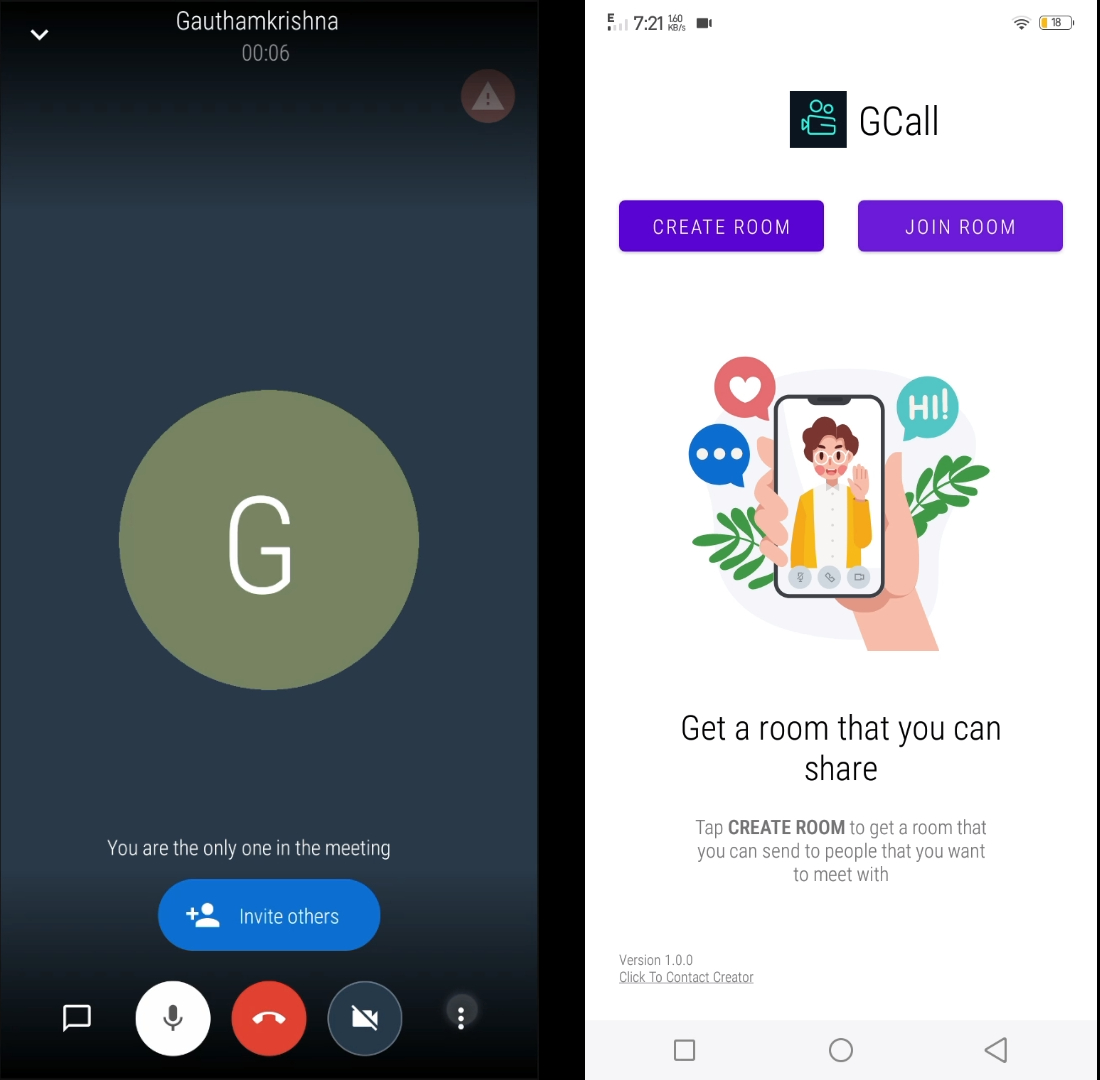 Gauthamkrishna
00:06
G
You are the only one in the meeting
Invite others
E 7:21 1.60 KB/s 18
GCall
CREATE ROOM JOIN ROOM
HI!
Get a room that you can
share
Tap CREATE ROOM to get a room that
you can send to people that you want
to meet with
Version 1.0.0
Click To Contact Creator